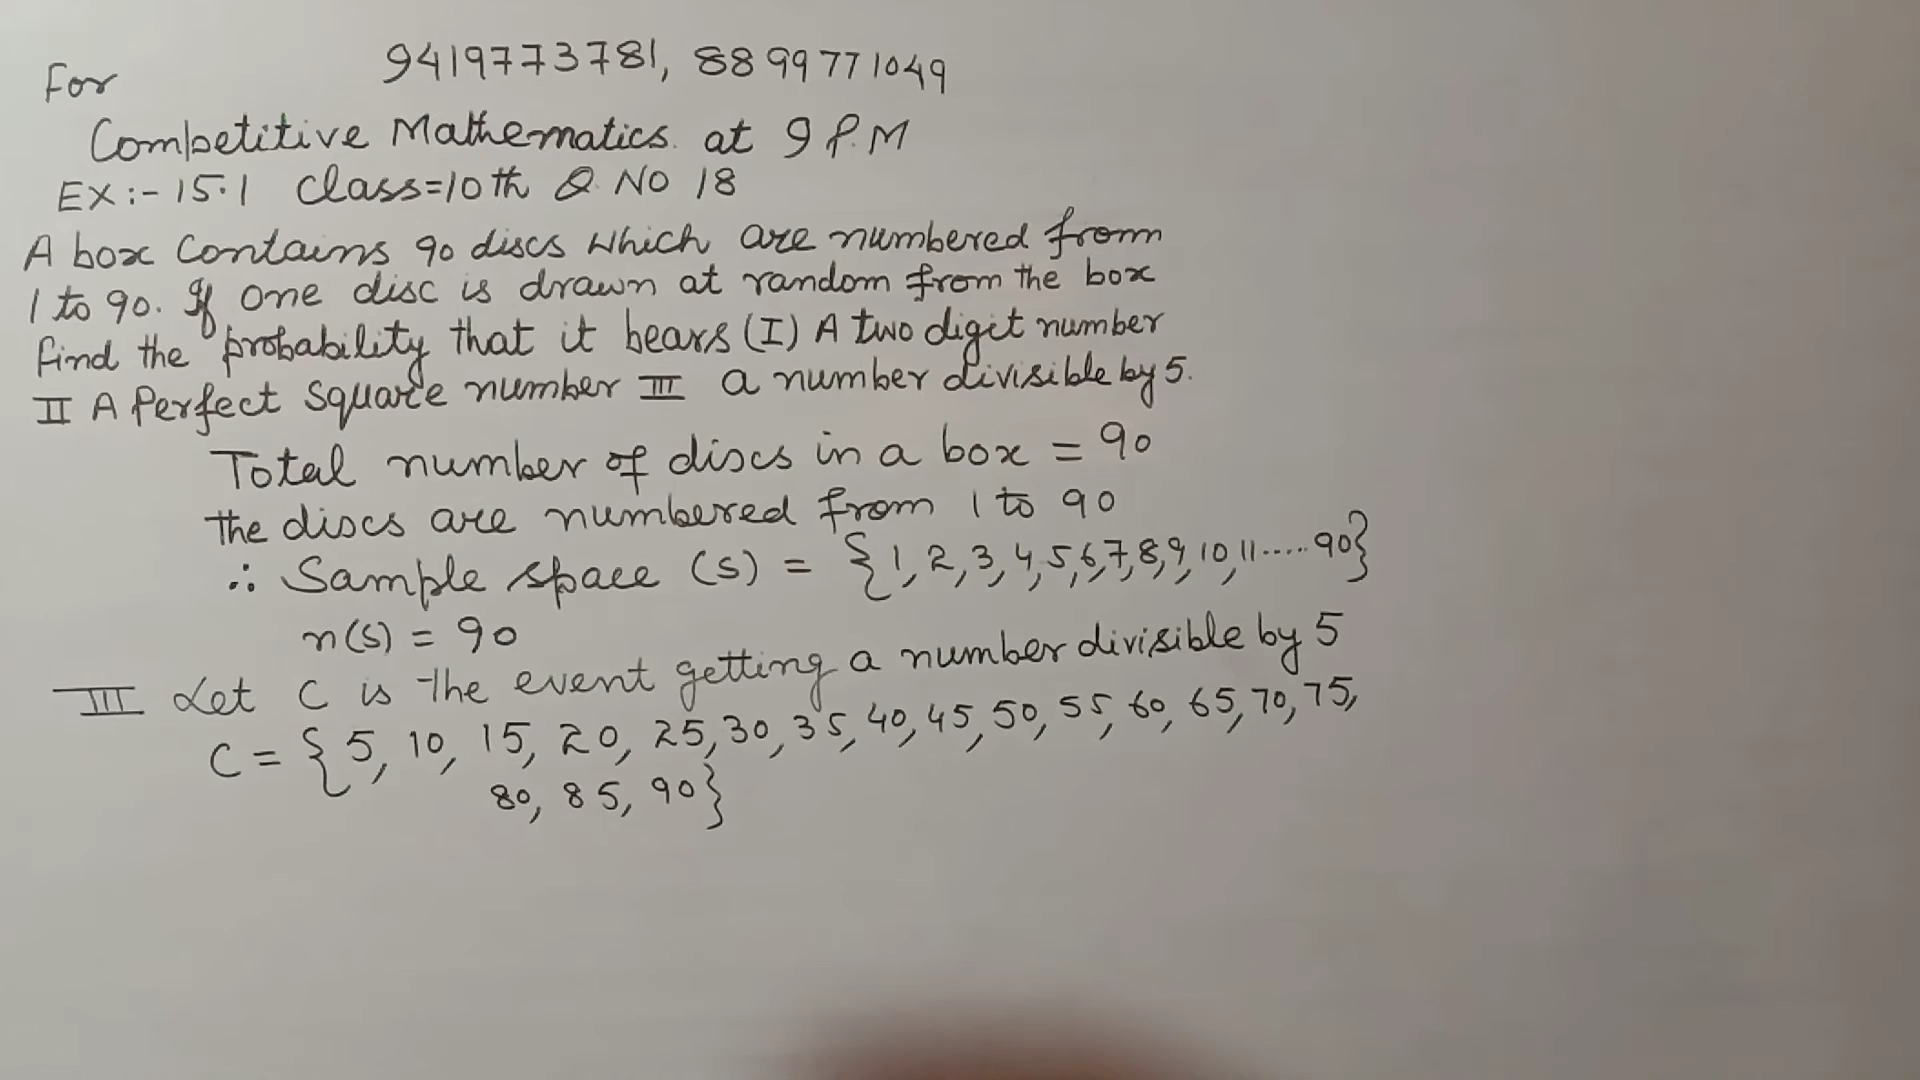 9419773781, 8899771049
For
Competitive Mathematics at 9 P.M
EX:- 15.1 Class=10th Q NO 18
A box contains 90 discs which are numbered from
1 to 90. If one disc is drawn at random from the box
find the probability that it bears (I) A two digit number
II A Perfect square number III a number divisible by 5.
Total number of discs in a box = 90
the discs are numbered from 1 to 90
∴ Sample space (s) = {1, 2, 3, 4, 5, 6, 7, 8, 9, 10, 11.....90}
n(s) = 90
III Let C is the event getting a number divisible by 5
C = {5, 10, 15, 20, 25, 30, 35, 40, 45, 50, 55, 60, 65, 70, 75,
80, 85, 90}